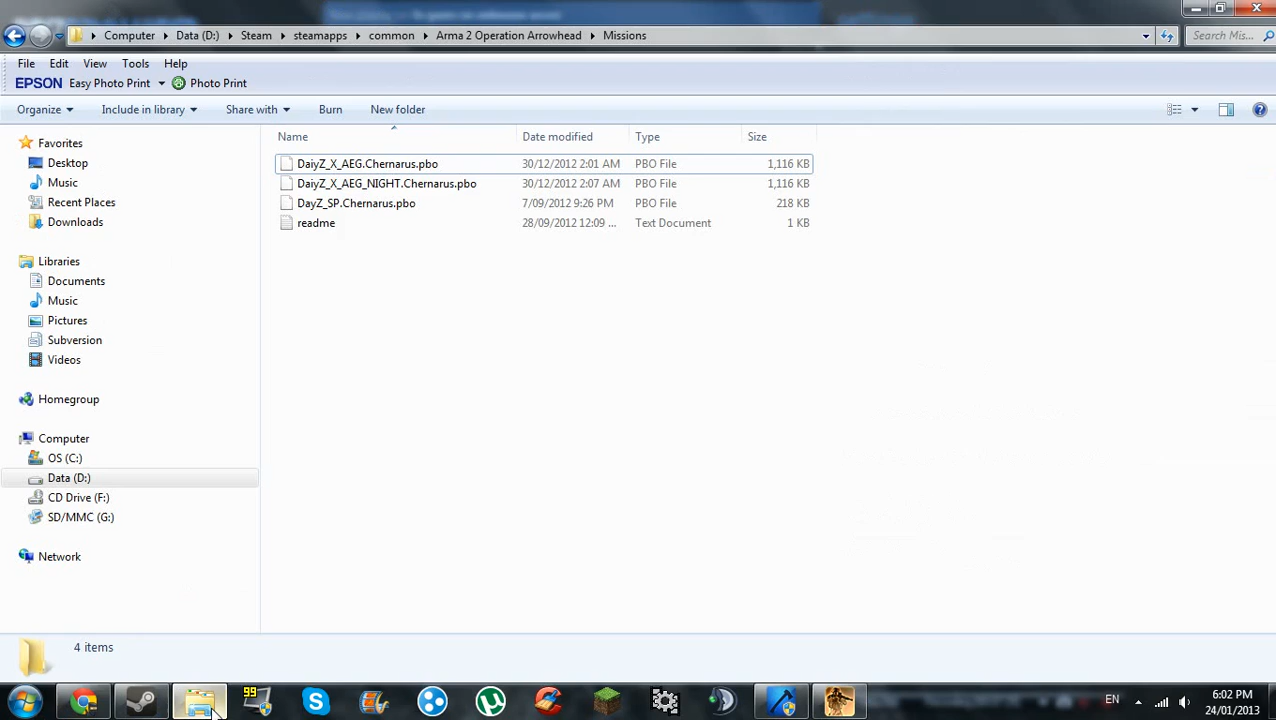 Computer Data (D:) Steam steamapps common Arma 2 Operation Arrowhead Missions Search Mis...
File Edit View Tools Help
EPSON Easy Photo Print Photo Print
Organize Include in library Share with Burn New folder
Favorites
Desktop
Music
Recent Places
Downloads
Libraries
Documents
Music
Pictures
Subversion
Videos
Homegroup
Computer
OS (C:)
Data (D:)
CD Drive (F:)
SD/MMC (G:)
Network
Name Date modified Type Size
DaiyZ_X_AEG.Chernarus.pbo 30/12/2012 2:01 AM PBO File 1,116 KB
DaiyZ_X_AEG_NIGHT.Chernarus.pbo 30/12/2012 2:07 AM PBO File 1,116 KB
DayZ_SP.Chernarus.pbo 7/09/2012 9:26 PM PBO File 218 KB
readme 28/09/2012 12:09 ... Text Document 1 KB
4 items
99
EN
6:02 PM
24/01/2013